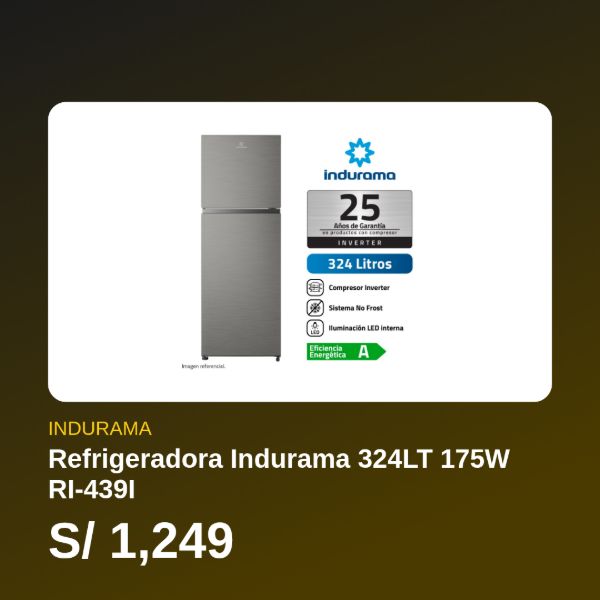 indurama
25
Años de Garantía
en productos con compresor
INVERTER
324 Litros
Compresor Inverter
Sistema No Frost
LED
Iluminación LED interna
Eficiencia
Energética
A
Imagen referencial.
INDURAMA
Refrigeradora Indurama 324LT 175W
RI-439I
S/ 1,249